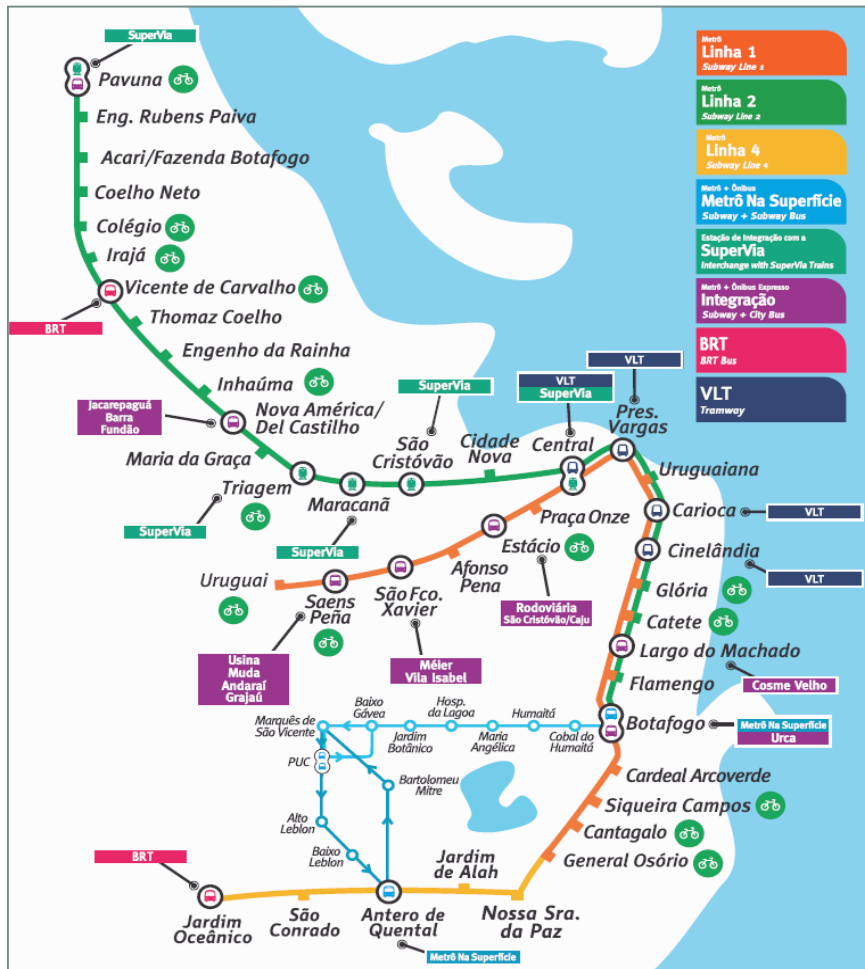 SuperVia
Pavuna
Eng. Rubens Paiva
Acari/Fazenda Botafogo
Coelho Neto
Colégio
Irajá
Vicente de Carvalho
BRT
Thomaz Coelho
Engenho da Rainha
Inhaúma
Jacarepaguá
Barra
Fundão
Nova América/
Del Castilho
Maria da Graça
Triagem
SuperVia
Maracanã
SuperVia
SuperVia
São
Cristóvão
Cidade
Nova
VLT
SuperVia
Central
VLT
Pres.
Vargas
Uruguaiana
Carioca
VLT
Cinelândia
VLT
Glória
Catete
Largo do Machado
Cosme Velho
Flamengo
Botafogo
Metrô Na Superfície
Urca
Praça Onze
Estácio
Rodoviária
São Cristóvão/Caju
Afonso
Pena
São Fco.
Xavier
Méier
Vila Isabel
Saens
Peña
Usina
Muda
Andaraí
Grajaú
Uruguai
Cardeal Arcoverde
Siqueira Campos
Cantagalo
General Osório
Nossa Sra.
da Paz
Jardim
de Alah
Antero de
Quental
Metrô Na Superfície
São
Conrado
Jardim
Oceânico
BRT
Cobal do
Humaitá
Humaitá
Maria
Angélica
Hosp.
da Lagoa
Jardim
Botânico
Baixo
Gávea
Marquês de
São Vicente
PUC
Alto
Leblon
Baixo
Leblon
Bartolomeu
Mitre
Metrô
Linha 1
Subway Line 1
Metrô
Linha 2
Subway Line 2
Metrô
Linha 4
Subway Line 4
Metrô + Ônibus
Metrô Na Superfície
Subway + Subway Bus
Estação de Integração com a
SuperVia
Interchange with SuperVia Trains
Metrô + Ônibus Expresso
Integração
Subway + City Bus
BRT
BRT Bus
VLT
Tramway